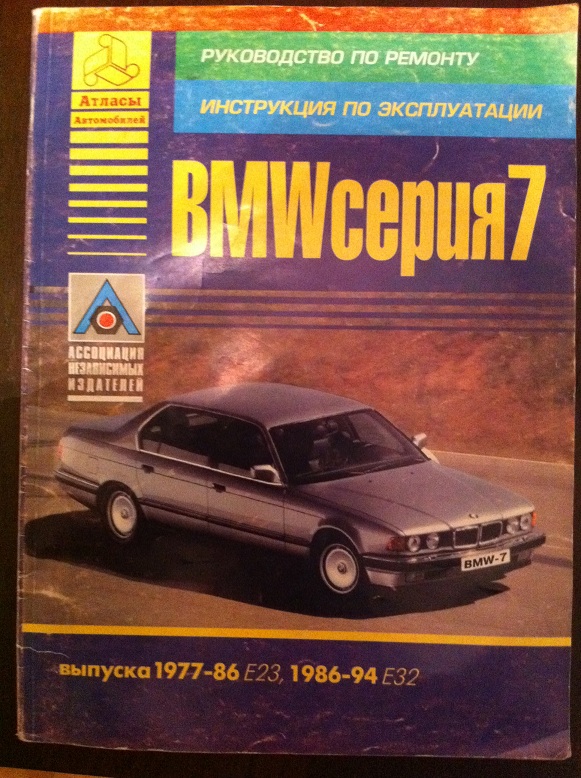 РУКОВОДСТВО ПО РЕМОНТУ
Атласы
Автомобилей
ИНСТРУКЦИЯ ПО ЭКСПЛУАТАЦИИ
BMWсерия7
АССОЦИАЦИЯ
НЕЗАВИСИМЫХ
ИЗДАТЕЛЕЙ
BMW-7
выпуска 1977-86 E23, 1986-94 E32